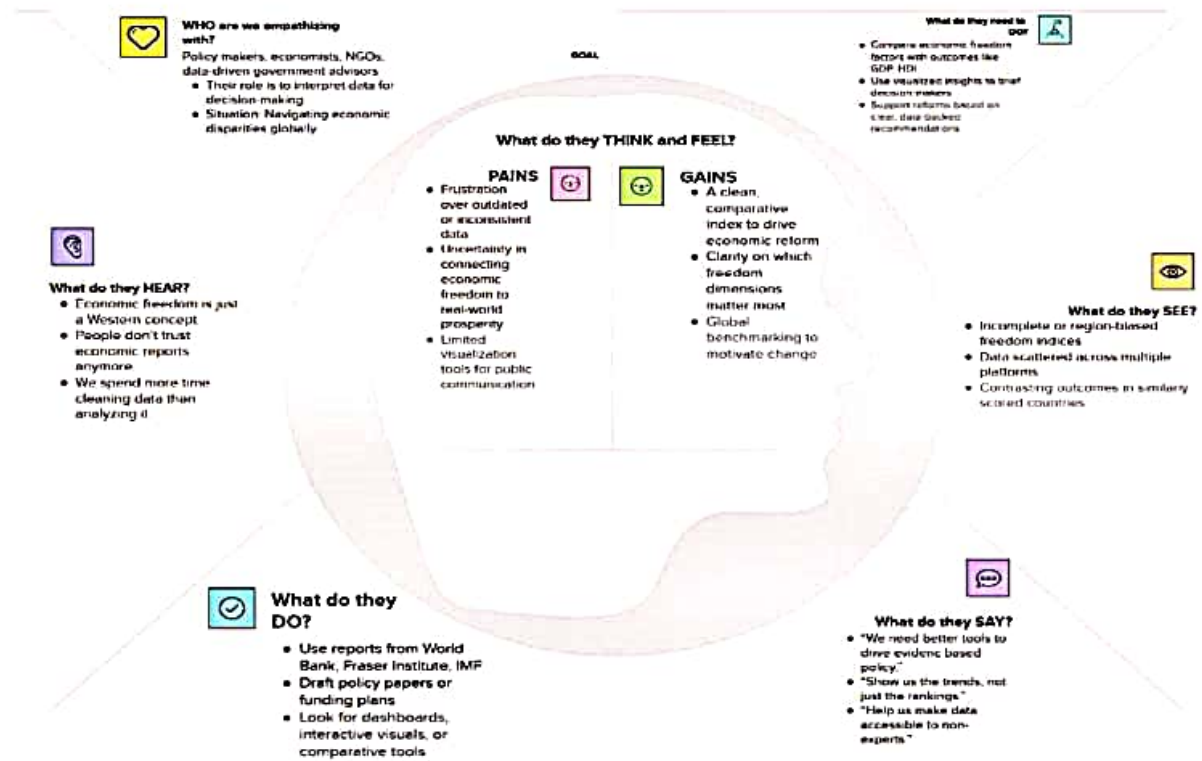 WHO are we empathizing
with?
Policy makers, economists, NGOs,
data-driven government advisors
• Their role is to interpret data for
decision-making
• Situation: Navigating economic
disparities globally
GOAL
What do they need to
DO?
• Compare economic freedom
factors with outcomes like
GDP, HDI
• Use visualized insights to brief
decision makers
• Support reforms based on
clear, data-backed
recommendations
What do they THINK and FEEL?
PAINS
• Frustration
over outdated
or inconsistent
data
• Uncertainty in
connecting
economic
freedom to
real-world
prosperity
• Limited
visualization
tools for public
communication
GAINS
• A clean,
comparative
index to drive
economic reform
• Clarity on which
freedom
dimensions
matter most
• Global
benchmarking to
motivate change
What do they HEAR?
• Economic freedom is just
a Western concept
• People don't trust
economic reports
anymore
• We spend more time
cleaning data than
analyzing it
What do they SEE?
• Incomplete or region-biased
freedom indices
• Data scattered across multiple
platforms
• Contrasting outcomes in similarly
scored countries
What do they
DO?
• Use reports from World
Bank, Fraser Institute, IMF
• Draft policy papers or
funding plans
• Look for dashboards,
interactive visuals, or
comparative tools
What do they SAY?
• "We need better tools to
drive evidenc based
policy."
• "Show us the trends, not
just the rankings."
• "Help us make data
accessible to non-
experts."